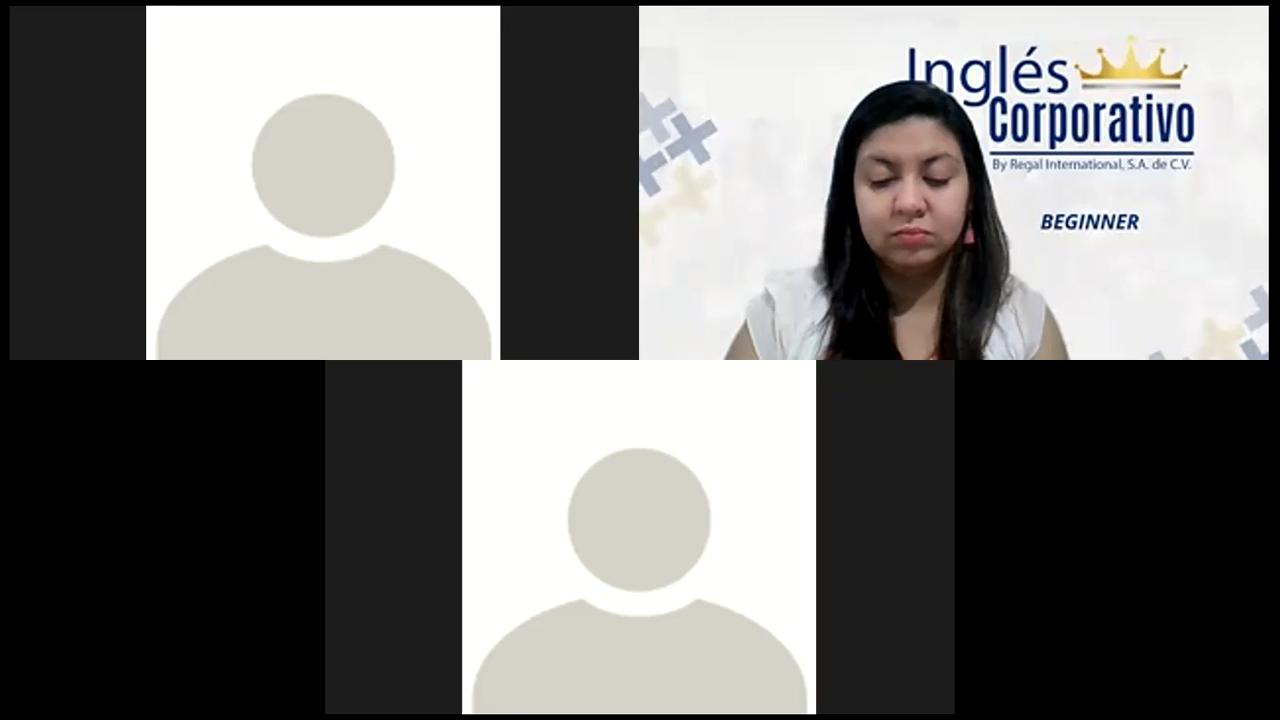 Inglés
Corporativo
By Regal International, S.A. de C.V.
BEGINNER